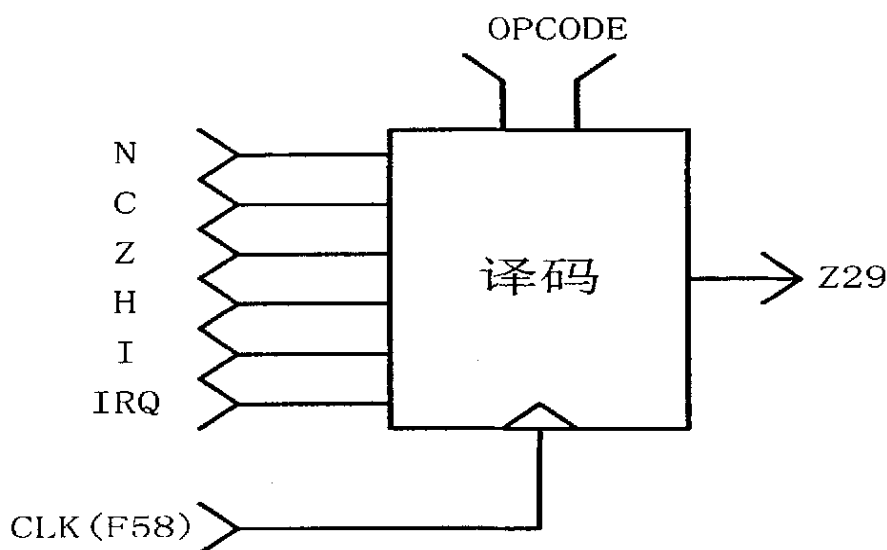 OPCODE
N
C
Z
H
I
IRQ
译码
Z29
CLK(F58)